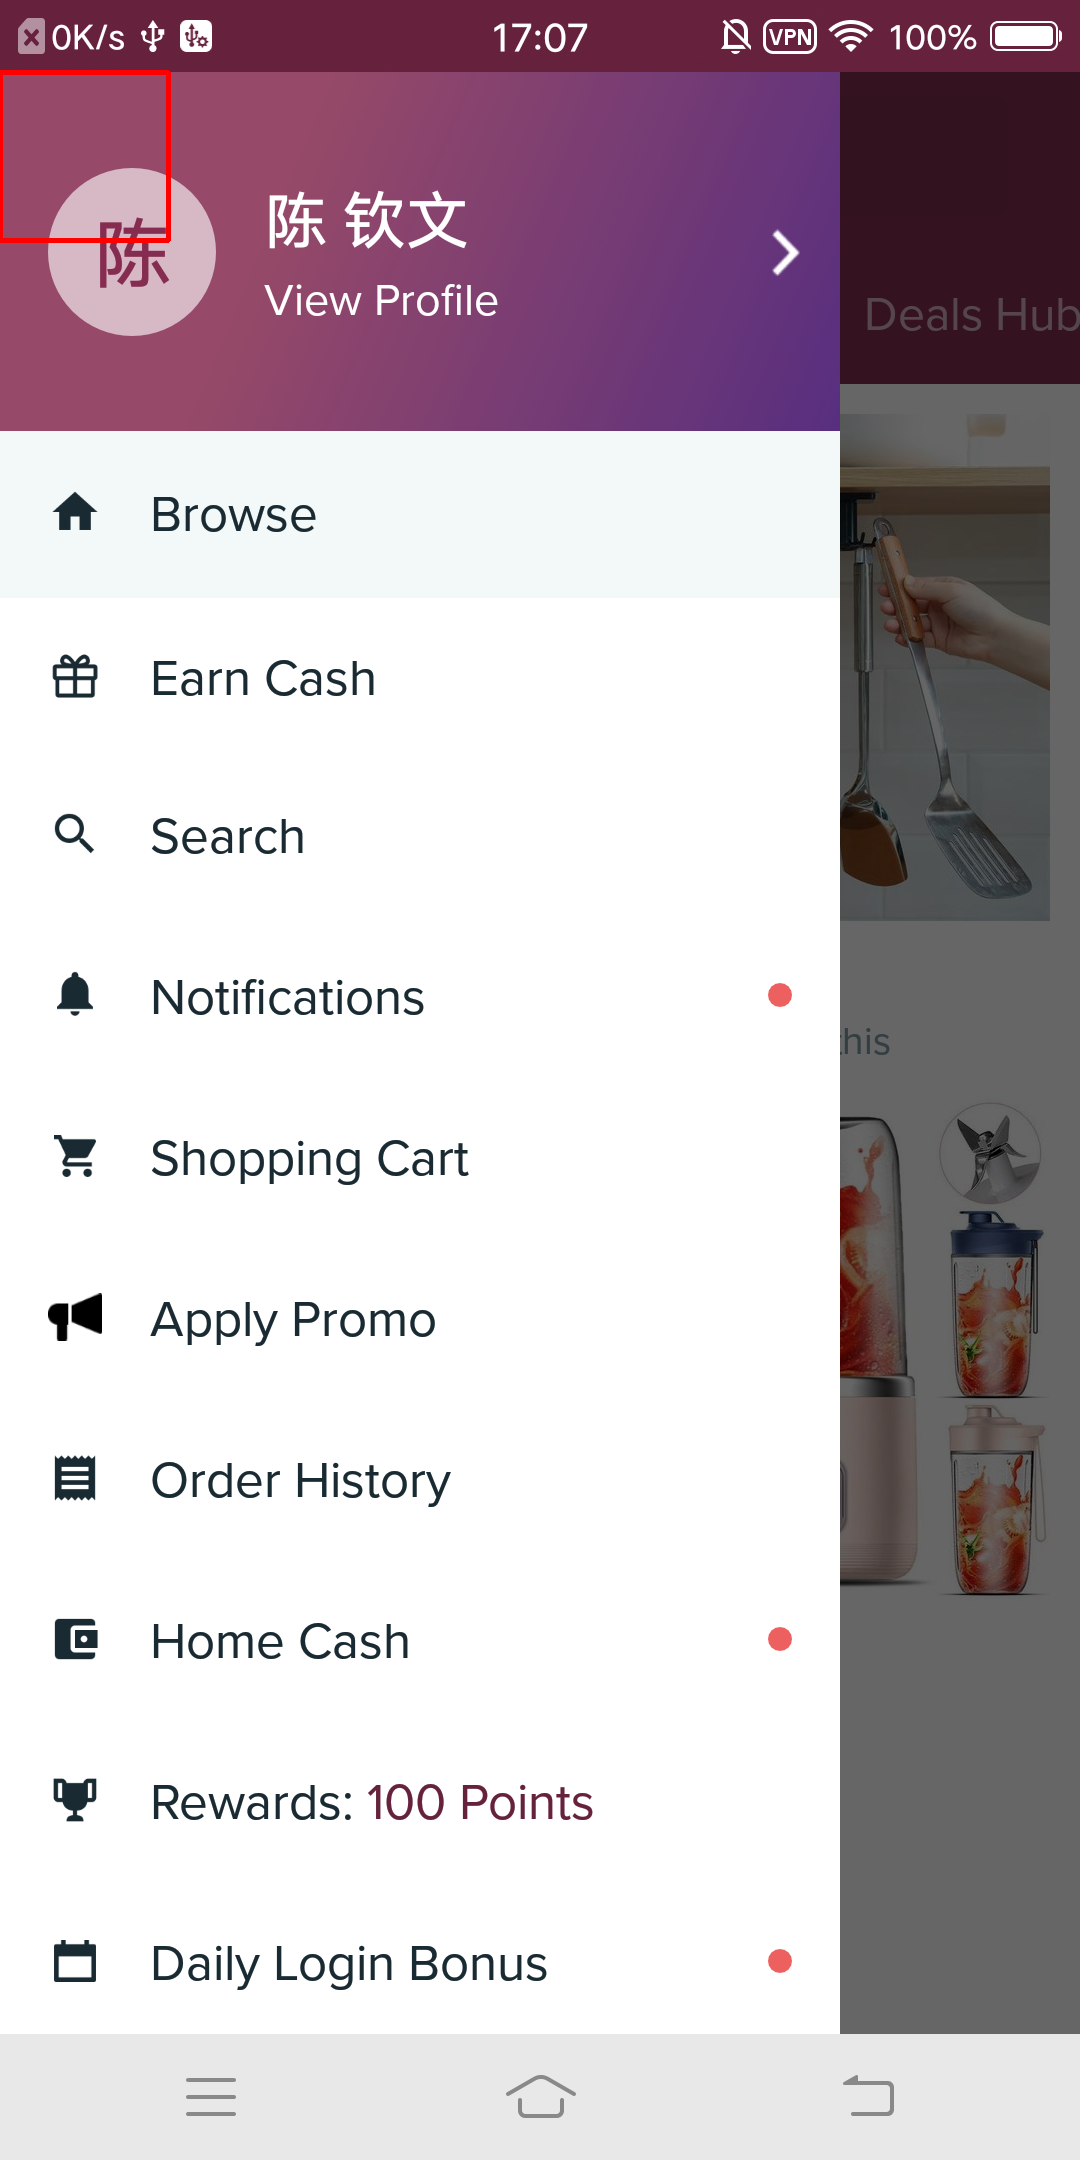 0K/s 17:07 VPN 100%
陈
陈 钦文
View Profile
Deals Hub
Browse
Earn Cash
Search
Notifications
this
Shopping Cart
Apply Promo
Order History
Home Cash
Rewards: 100 Points
Daily Login Bonus